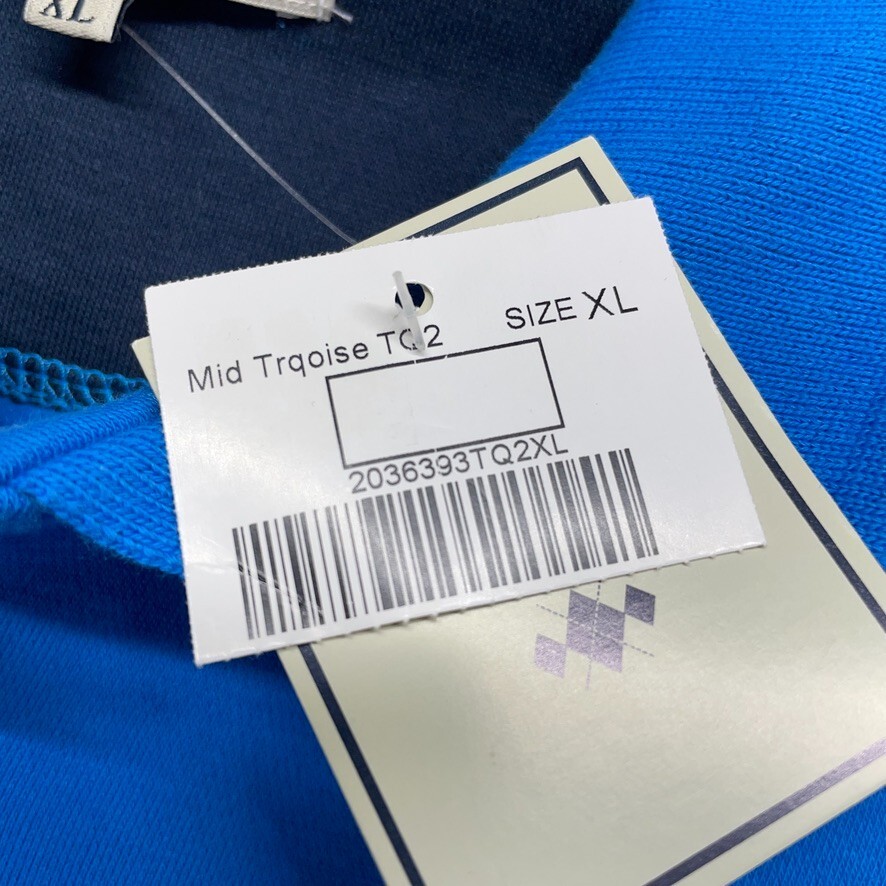 XL
Mid Trqoise TQ2
SIZE XL
2036393TQ2XL